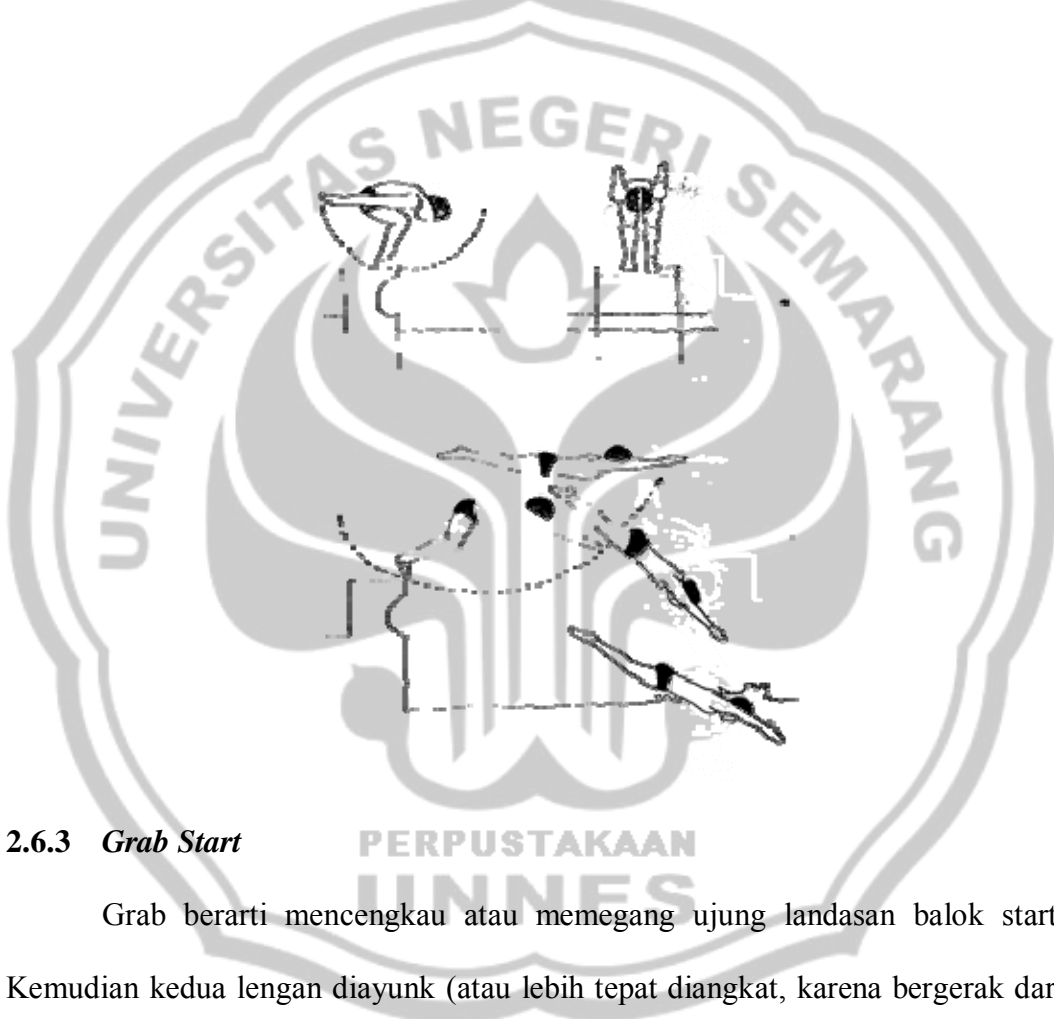 UNIVERSITAS NEGERI SEMARANG
2.6.3 Grab Start
PERPUSTAKAAN
UNNES
Grab berarti mencengkau atau memegang ujung landasan balok start
Kemudian kedua lengan diayunk (atau lebih tepat diangkat, karena bergerak dar